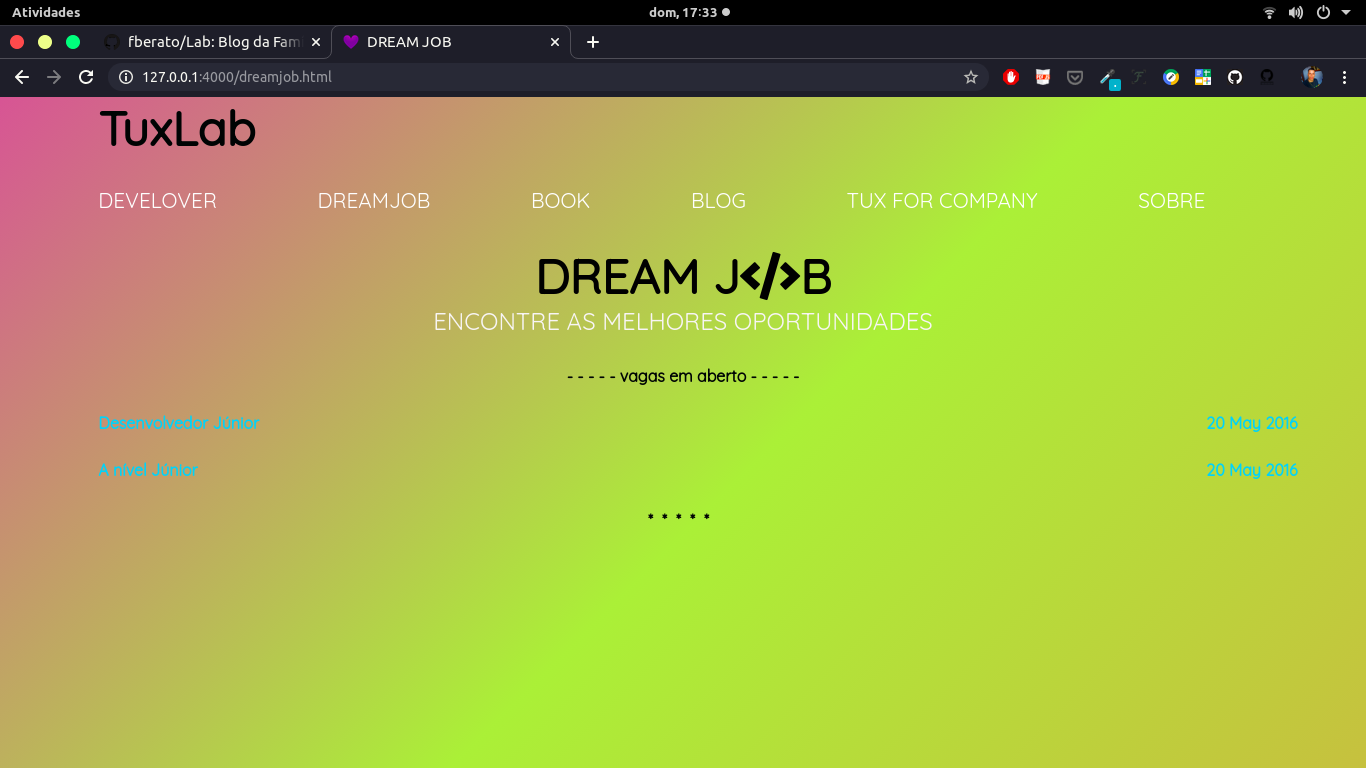 Atividades
dom, 17:33
fberato/Lab: Blog da Fam
DREAM JOB
127.0.0.1:4000/dreamjob.html
TuxLab
DEVELOVER DREAMJOB BOOK BLOG TUX FOR COMPANY SOBRE
DREAM J</>B
ENCONTRE AS MELHORES OPORTUNIDADES
- - - - - vagas em aberto - - - - -
Desenvolvedor Júnior 20 May 2016
A nível Júnior 20 May 2016
* * * * *